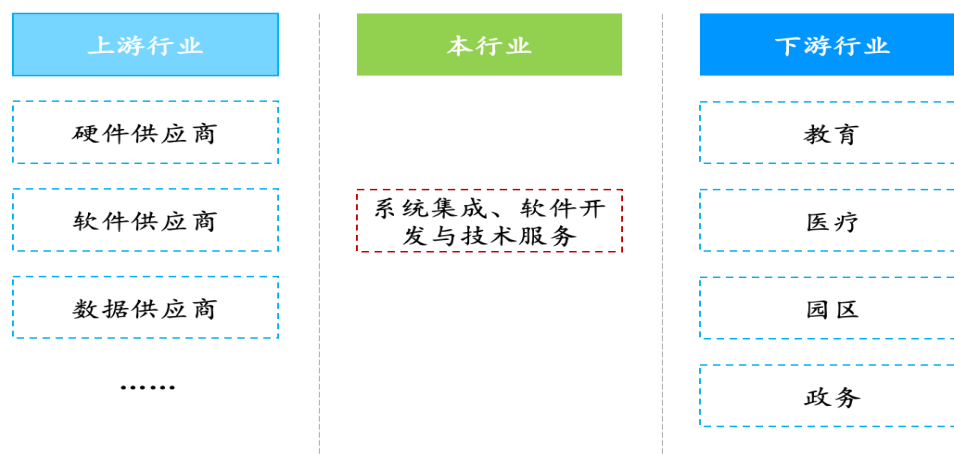 上游行业
本行业
下游行业
硬件供应商
教育
软件供应商
系统集成、软件开
发与技术服务
医疗
数据供应商
园区
……
政务